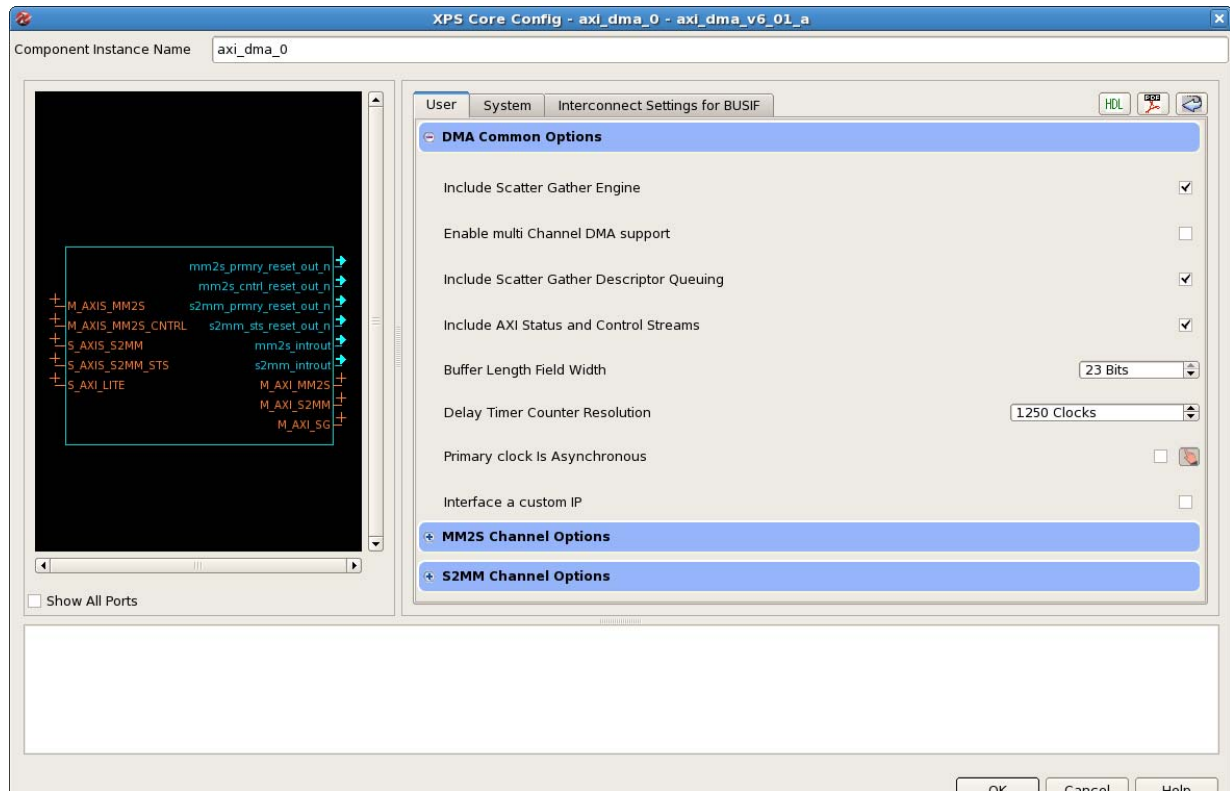 XPS Core Config - axi_dma_0 - axi_dma_v6_01_a
Component Instance Name axi_dma_0
User System Interconnect Settings for BUSIF HDL PDF
DMA Common Options
Include Scatter Gather Engine
Enable multi Channel DMA support
Include Scatter Gather Descriptor Queuing
Include AXI Status and Control Streams
Buffer Length Field Width 23 Bits
Delay Timer Counter Resolution 1250 Clocks
Primary clock Is Asynchronous
Interface a custom IP
MM2S Channel Options
S2MM Channel Options
mm2s_prmry_reset_out_n
mm2s_cntrl_reset_out_n
M_AXIS_MM2S s2mm_prmry_reset_out_n
M_AXIS_MM2S_CNTRL s2mm_sts_reset_out_n
S_AXIS_S2MM mm2s_introut
S_AXIS_S2MM_STS s2mm_introut
S_AXI_LITE M_AXI_MM2S
M_AXI_S2MM
M_AXI_SG
Show All Ports
OK Cancel Help